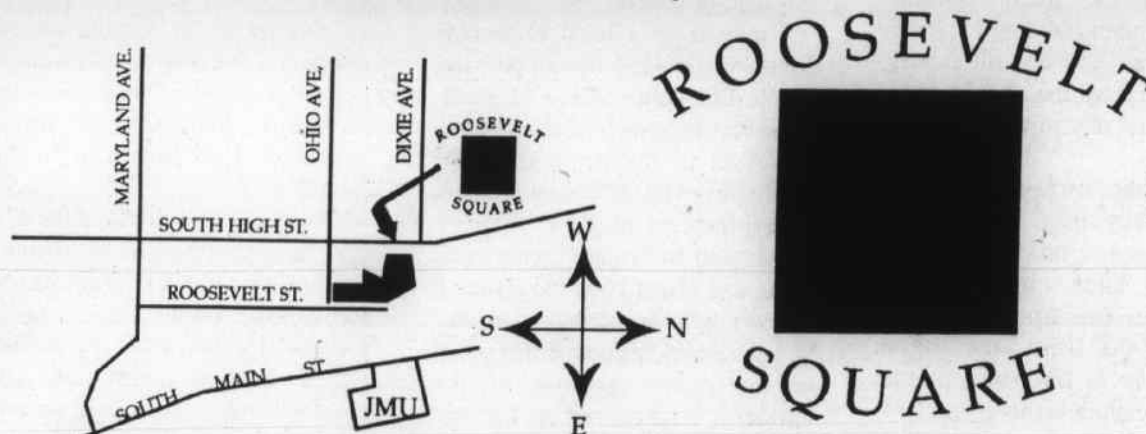 MARYLAND AVE.
OHIO AVE,
DIXIE AVE.
ROOSEVELT
SQUARE
SOUTH HIGH ST.
ROOSEVELT ST.
SOUTH MAIN ST.
JMU
W
S N
E
ROOSEVELT
SQUARE